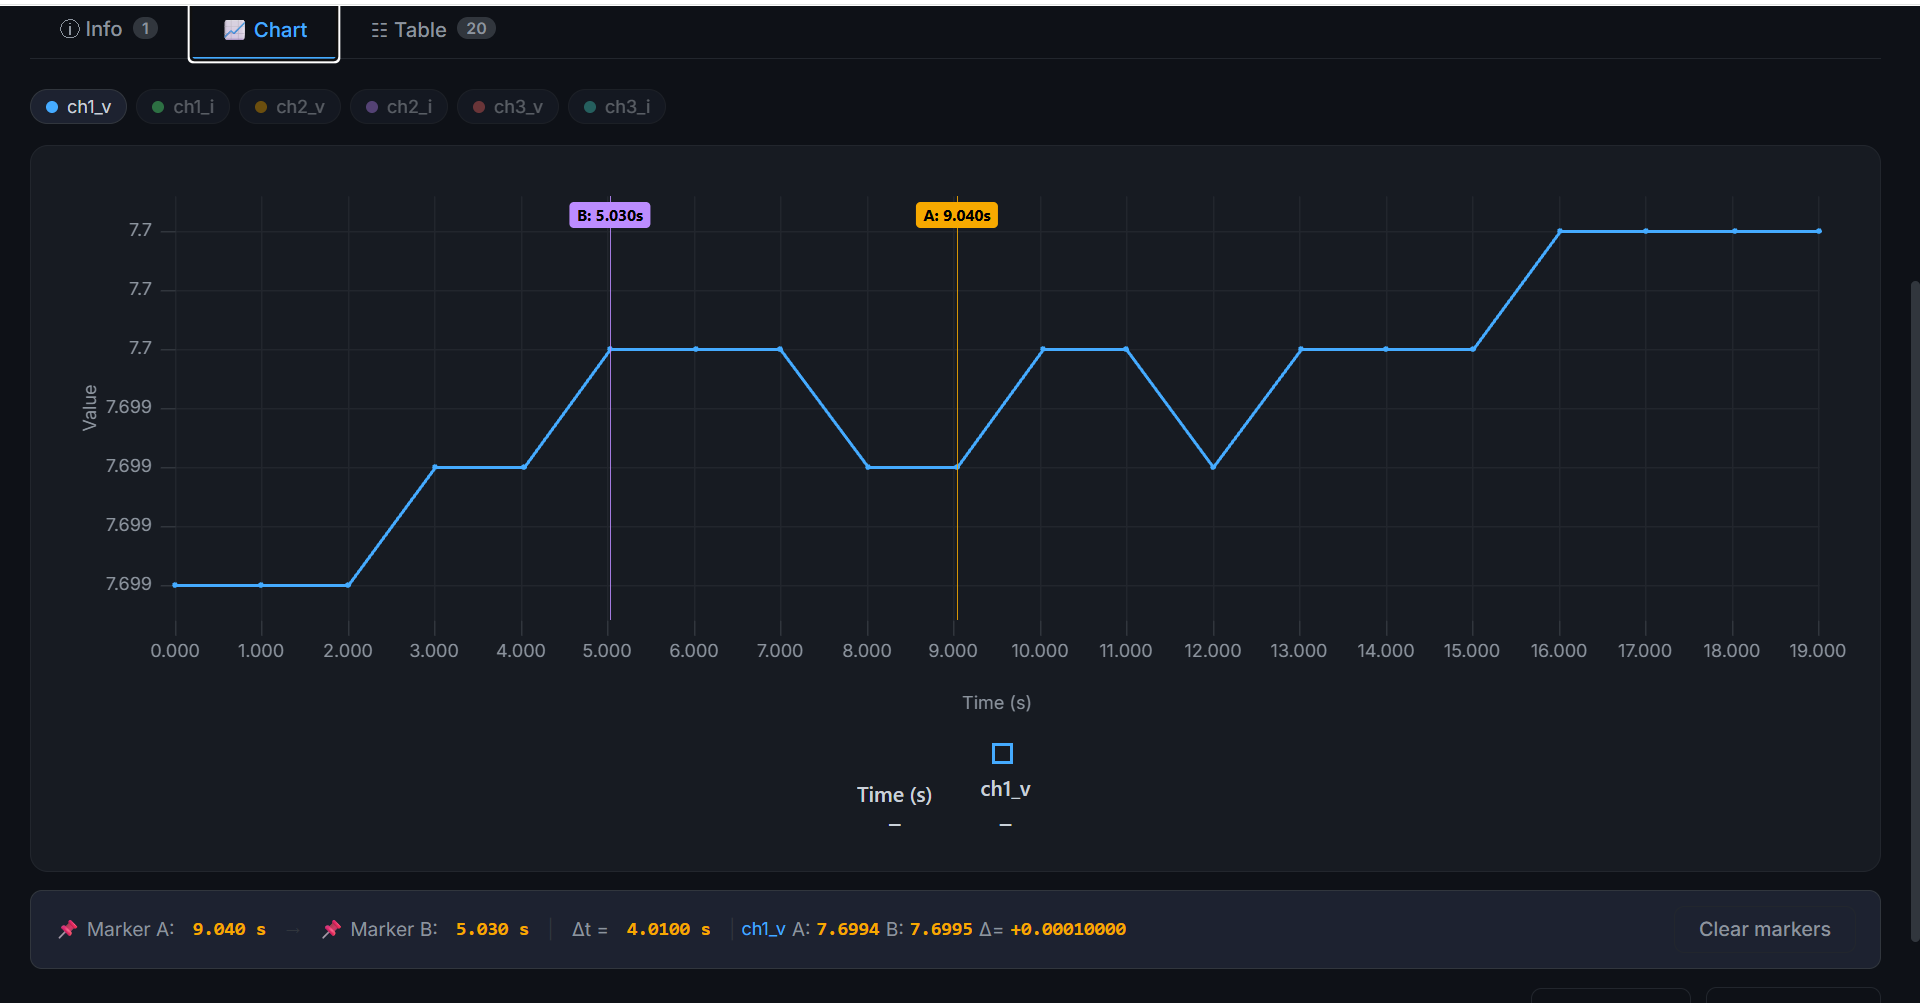 Info 1
Chart
Table 20
ch1_v
ch1_i
ch2_v
ch2_i
ch3_v
ch3_i
B: 5.030s
A: 9.040s
7.7
7.7
7.7
7.699
7.699
7.699
7.699
Value
0.000 1.000 2.000 3.000 4.000 5.000 6.000 7.000 8.000 9.000 10.000 11.000 12.000 13.000 14.000 15.000 16.000 17.000 18.000 19.000
Time (s)
Time (s) ch1_v
– –
Marker A: 9.040 s → Marker B: 5.030 s Δt = 4.0100 s ch1_v A: 7.6994 B: 7.6995 Δ= +0.00010000
Clear markers